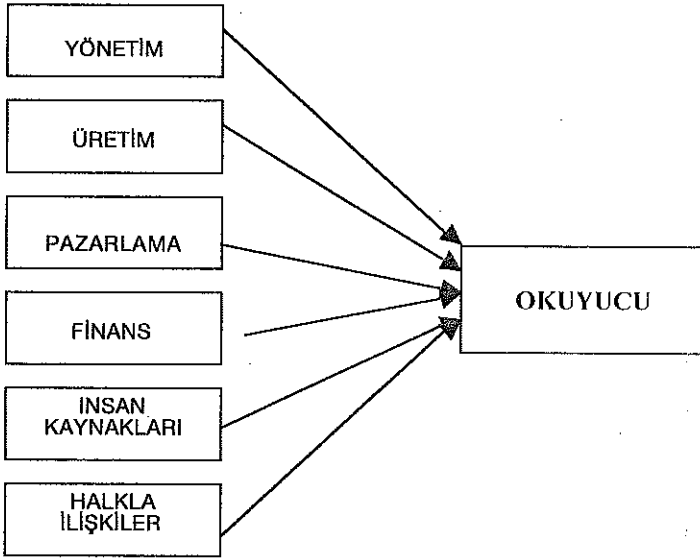 YÖNETİM
ÜRETİM
PAZARLAMA
FİNANS
İNSAN
KAYNAKLARI
HALKLA
İLİŞKİLER
OKUYUCU